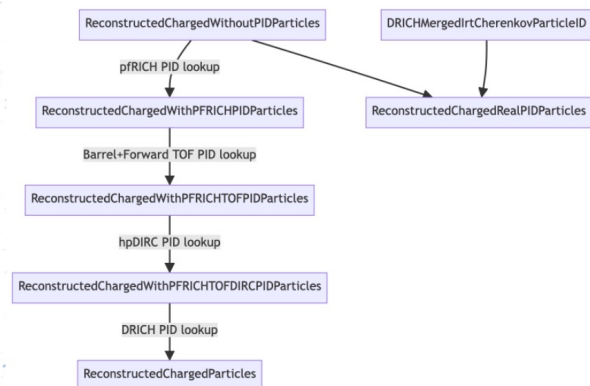 ReconstructedChargedWithoutPIDParticles
DRICHMergedIrtCherenkovParticleID
pfRICH PID lookup
ReconstructedChargedWithPFRICHPIDParticles
ReconstructedChargedRealPIDParticles
Barrel+Forward TOF PID lookup
ReconstructedChargedWithPFRICHTOFPIDParticles
hpDIRC PID lookup
ReconstructedChargedWithPFRICHTOFDIRCPIDParticles
DRICH PID lookup
ReconstructedChargedParticles